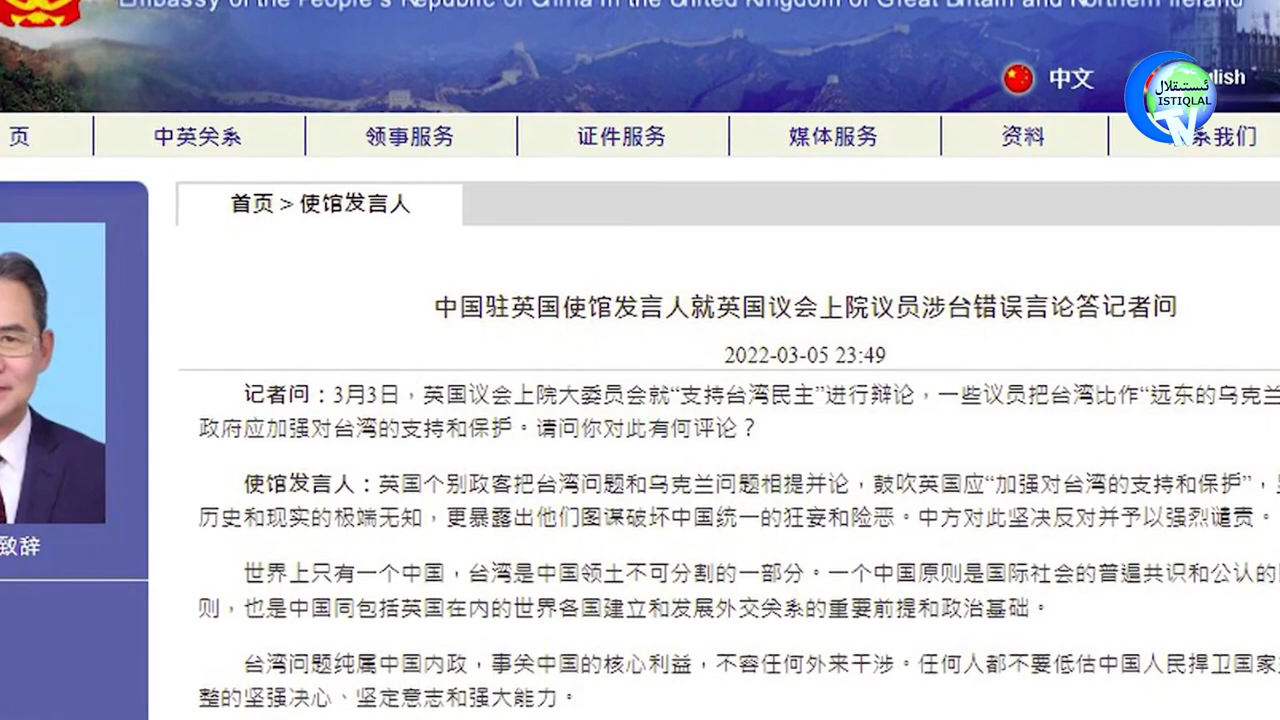 Embassy of the People's Republic of China in the United Kingdom of Great Britain and Northern Ireland
中文
glish
ئىستىقلال
ISTIQLAL
TV
页
中英关系
领事服务
证件服务
媒体服务
资料
系我们
首页 > 使馆发言人
中国驻英国使馆发言人就英国议会上院议员涉台错误言论答记者问
2022-03-05 23:49
记者问：3月3日，英国议会上院大委员会就“支持台湾民主”进行辩论，一些议员把台湾比作“远东的乌克兰
政府应加强对台湾的支持和保护。请问你对此有何评论？
使馆发言人：英国个别政客把台湾问题和乌克兰问题相提并论，鼓吹英国应“加强对台湾的支持和保护”，
历史和现实的极端无知，更暴露出他们图谋破坏中国统一的狂妄和险恶。中方对此坚决反对并予以强烈谴责。
世界上只有一个中国，台湾是中国领土不可分割的一部分。一个中国原则是国际社会的普遍共识和公认的
则，也是中国同包括英国在内的世界各国建立和发展外交关系的重要前提和政治基础。
台湾问题纯属中国内政，事关中国的核心利益，不容任何外来干涉。任何人都不要低估中国人民捍卫国家
整的坚强决心、坚定意志和强大能力。
致辞